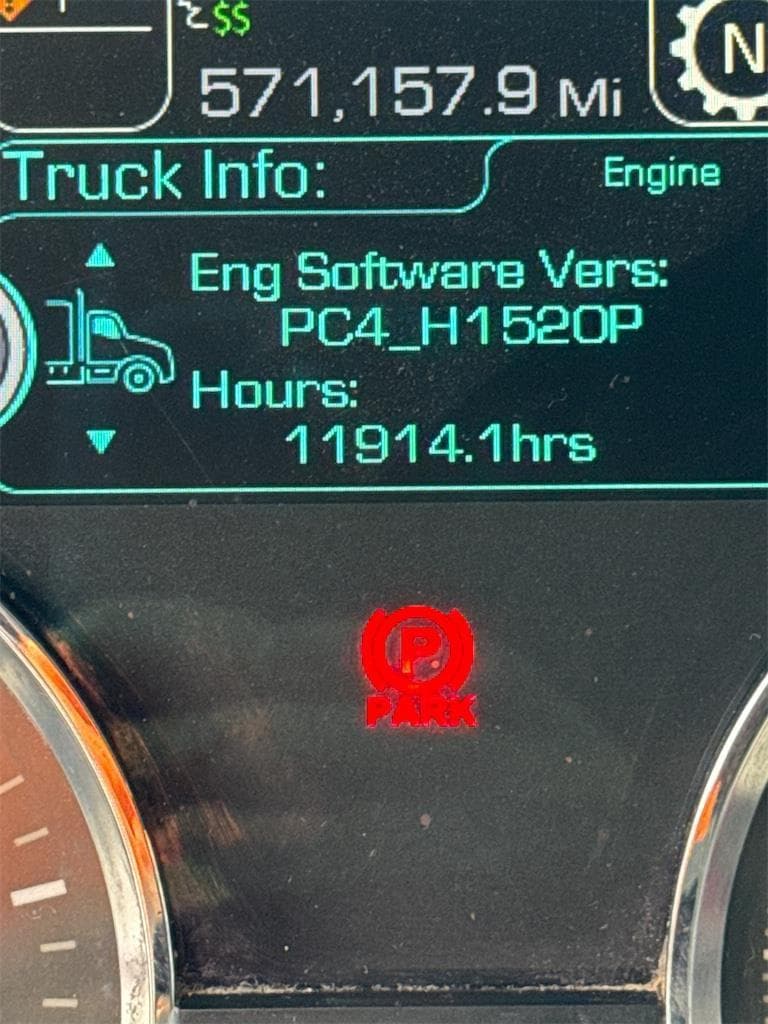 $$
571,157.9 Mi
N
Truck Info:
Engine
Eng Software Vers:
PC4_H1520P
Hours:
11914.1hrs
P
PARK